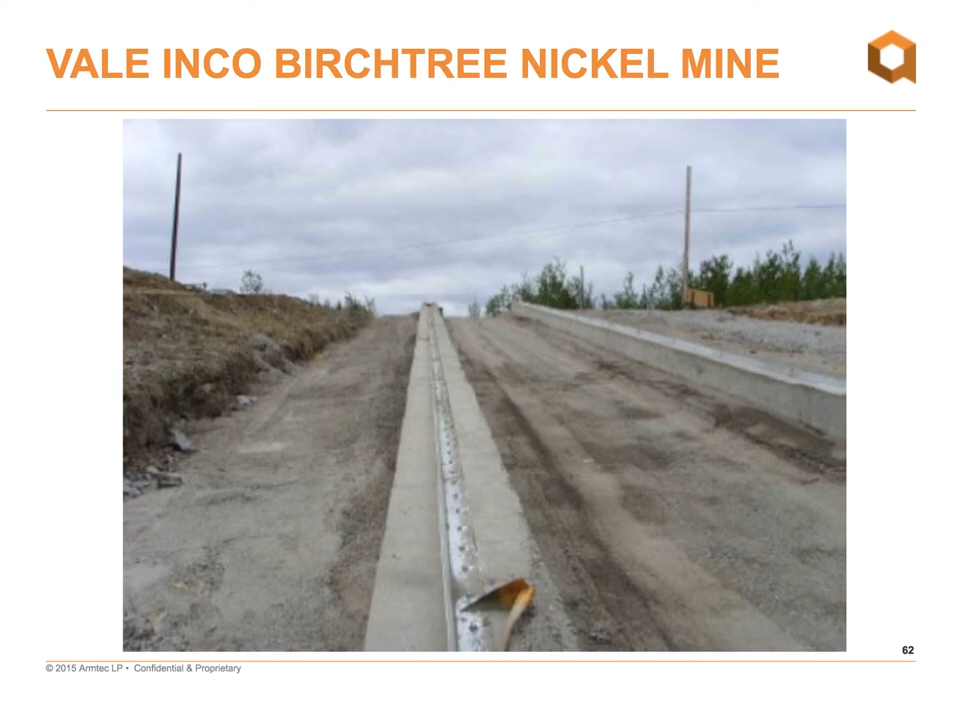 VALE INCO BIRCHTREE NICKEL MINE
62
© 2015 Armtec LP • Confidential & Proprietary